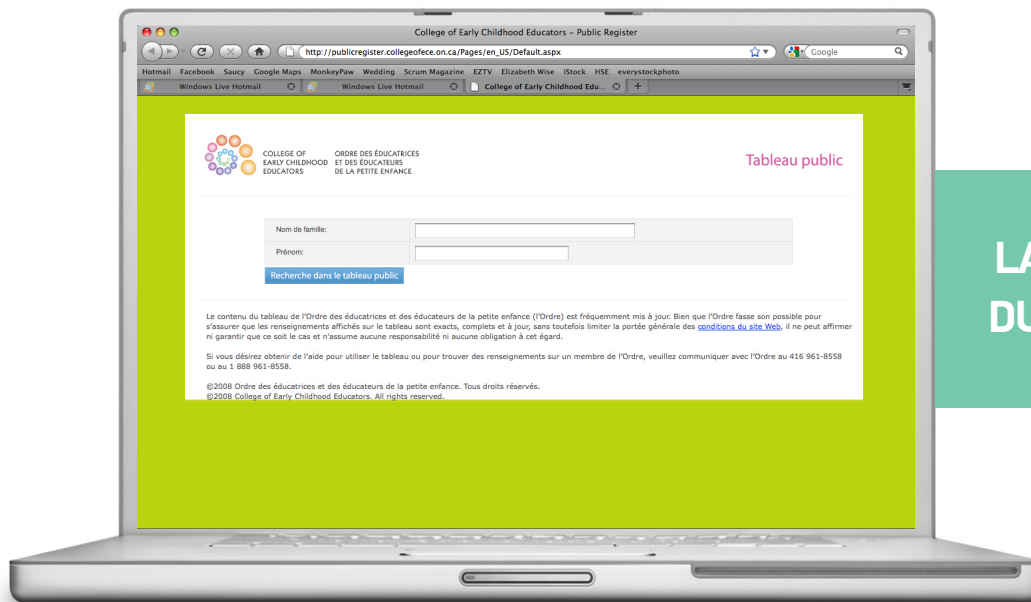 College of Early Childhood Educators – Public Register
http://publicregister.collegeofece.on.ca/Pages/en_US/Default.aspx
Google
Hotmail Facebook Saucy Google Maps MonkeyPaw Wedding Scrum Magazine EZTV Elizabeth Wise iStock HSE everystockphoto
Windows Live Hotmail Windows Live Hotmail College of Early Childhood Edu... +
COLLEGE OF
EARLY CHILDHOOD
EDUCATORS
ORDRE DES ÉDUCATRICES
ET DES ÉDUCATEURS
DE LA PETITE ENFANCE
Tableau public
Nom de famille:
Prénom:
Recherche dans le tableau public
Le contenu du tableau de l'Ordre des éducatrices et des éducateurs de la petite enfance (l'Ordre) est fréquemment mis à jour. Bien que l'Ordre fasse son possible pour
s'assurer que les renseignements affichés sur le tableau sont exacts, complets et à jour, sans toutefois limiter la portée générale des conditions du site Web, il ne peut affirmer
ni garantir que ce soit le cas et n'assume aucune responsabilité ni aucune obligation à cet égard.
Si vous désirez obtenir de l'aide pour utiliser le tableau ou pour trouver des renseignements sur un membre de l'Ordre, veuillez communiquer avec l'Ordre au 416 961-8558
ou au 1 888 961-8558.
©2008 Ordre des éducatrices et des éducateurs de la petite enfance. Tous droits réservés.
©2008 College of Early Childhood Educators. All rights reserved.
LA
DU